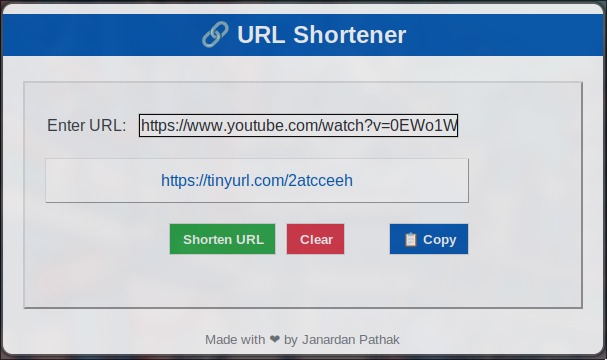 🔗 URL Shortener
Enter URL: https://www.youtube.com/watch?v=0EWo1W
https://tinyurl.com/2atcceeh
Shorten URL Clear 📋 Copy
Made with ❤ by Janardan Pathak